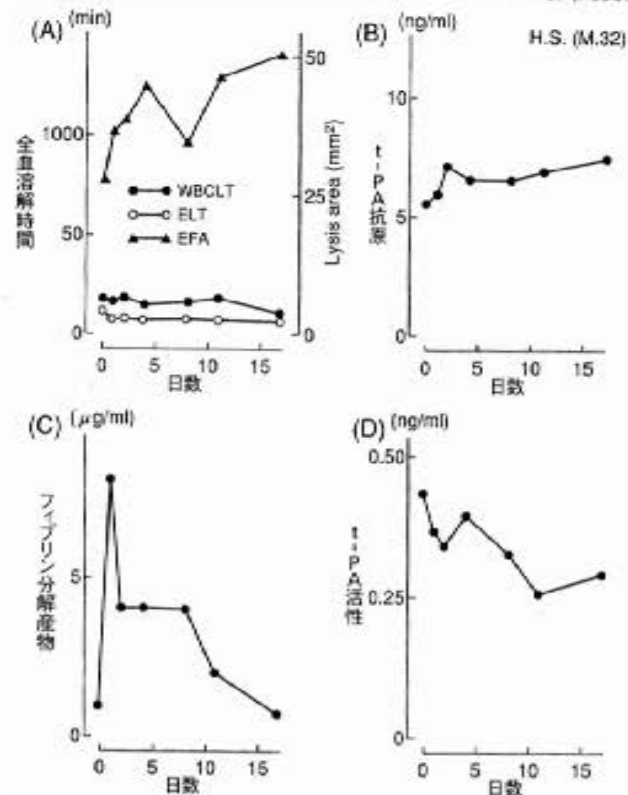 (A) (min)
1000
50
0
全血溶解時間
50
25
0
Lysis area (mm²)
WBCLT
ELT
EFA
0 5 10 15
日数
(B) (ng/ml)
H.S. (M.32)
10
5
0
t-PA抗原
0 5 10 15
日数
(C) (μg/ml)
5
0
フィブリン分解産物
0 5 10 15
日数
(D) (ng/ml)
0.50
0.25
0
t-PA活性
0 5 10 15
日数